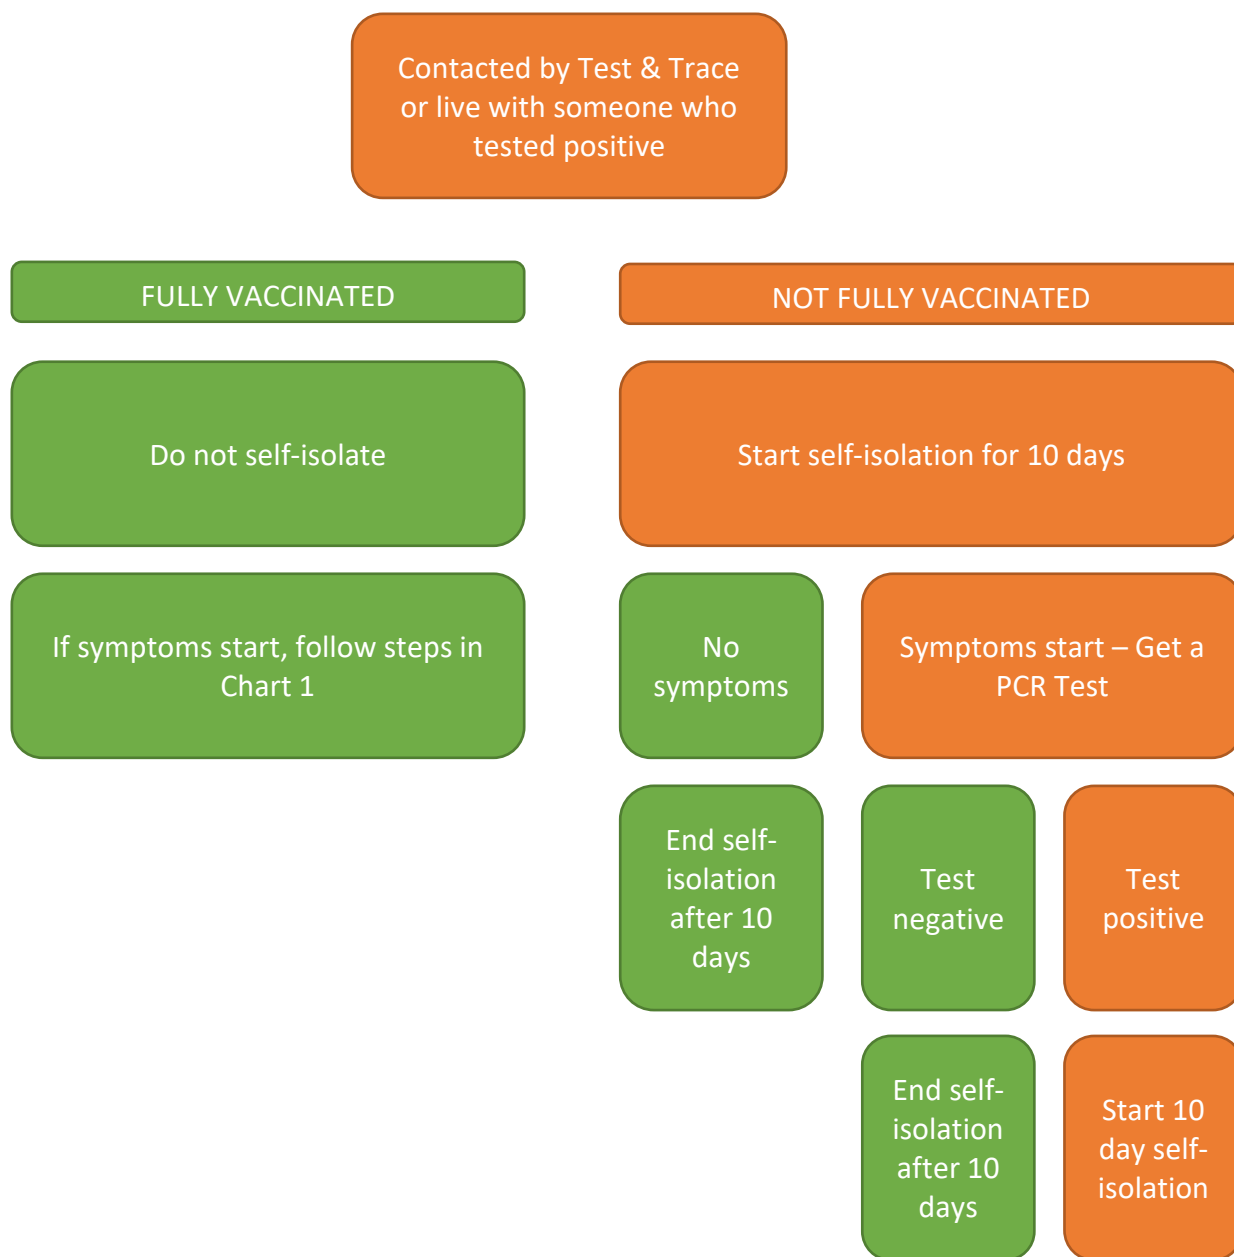 Contacted by Test & Trace
or live with someone who
tested positive
FULLY VACCINATED
NOT FULLY VACCINATED
Do not self-isolate
Start self-isolation for 10 days
If symptoms start, follow steps in
Chart 1
No
symptoms
Symptoms start – Get a
PCR Test
End self-
isolation
after 10
days
Test
negative
Test
positive
End self-
isolation
after 10
days
Start 10
day self-
isolation